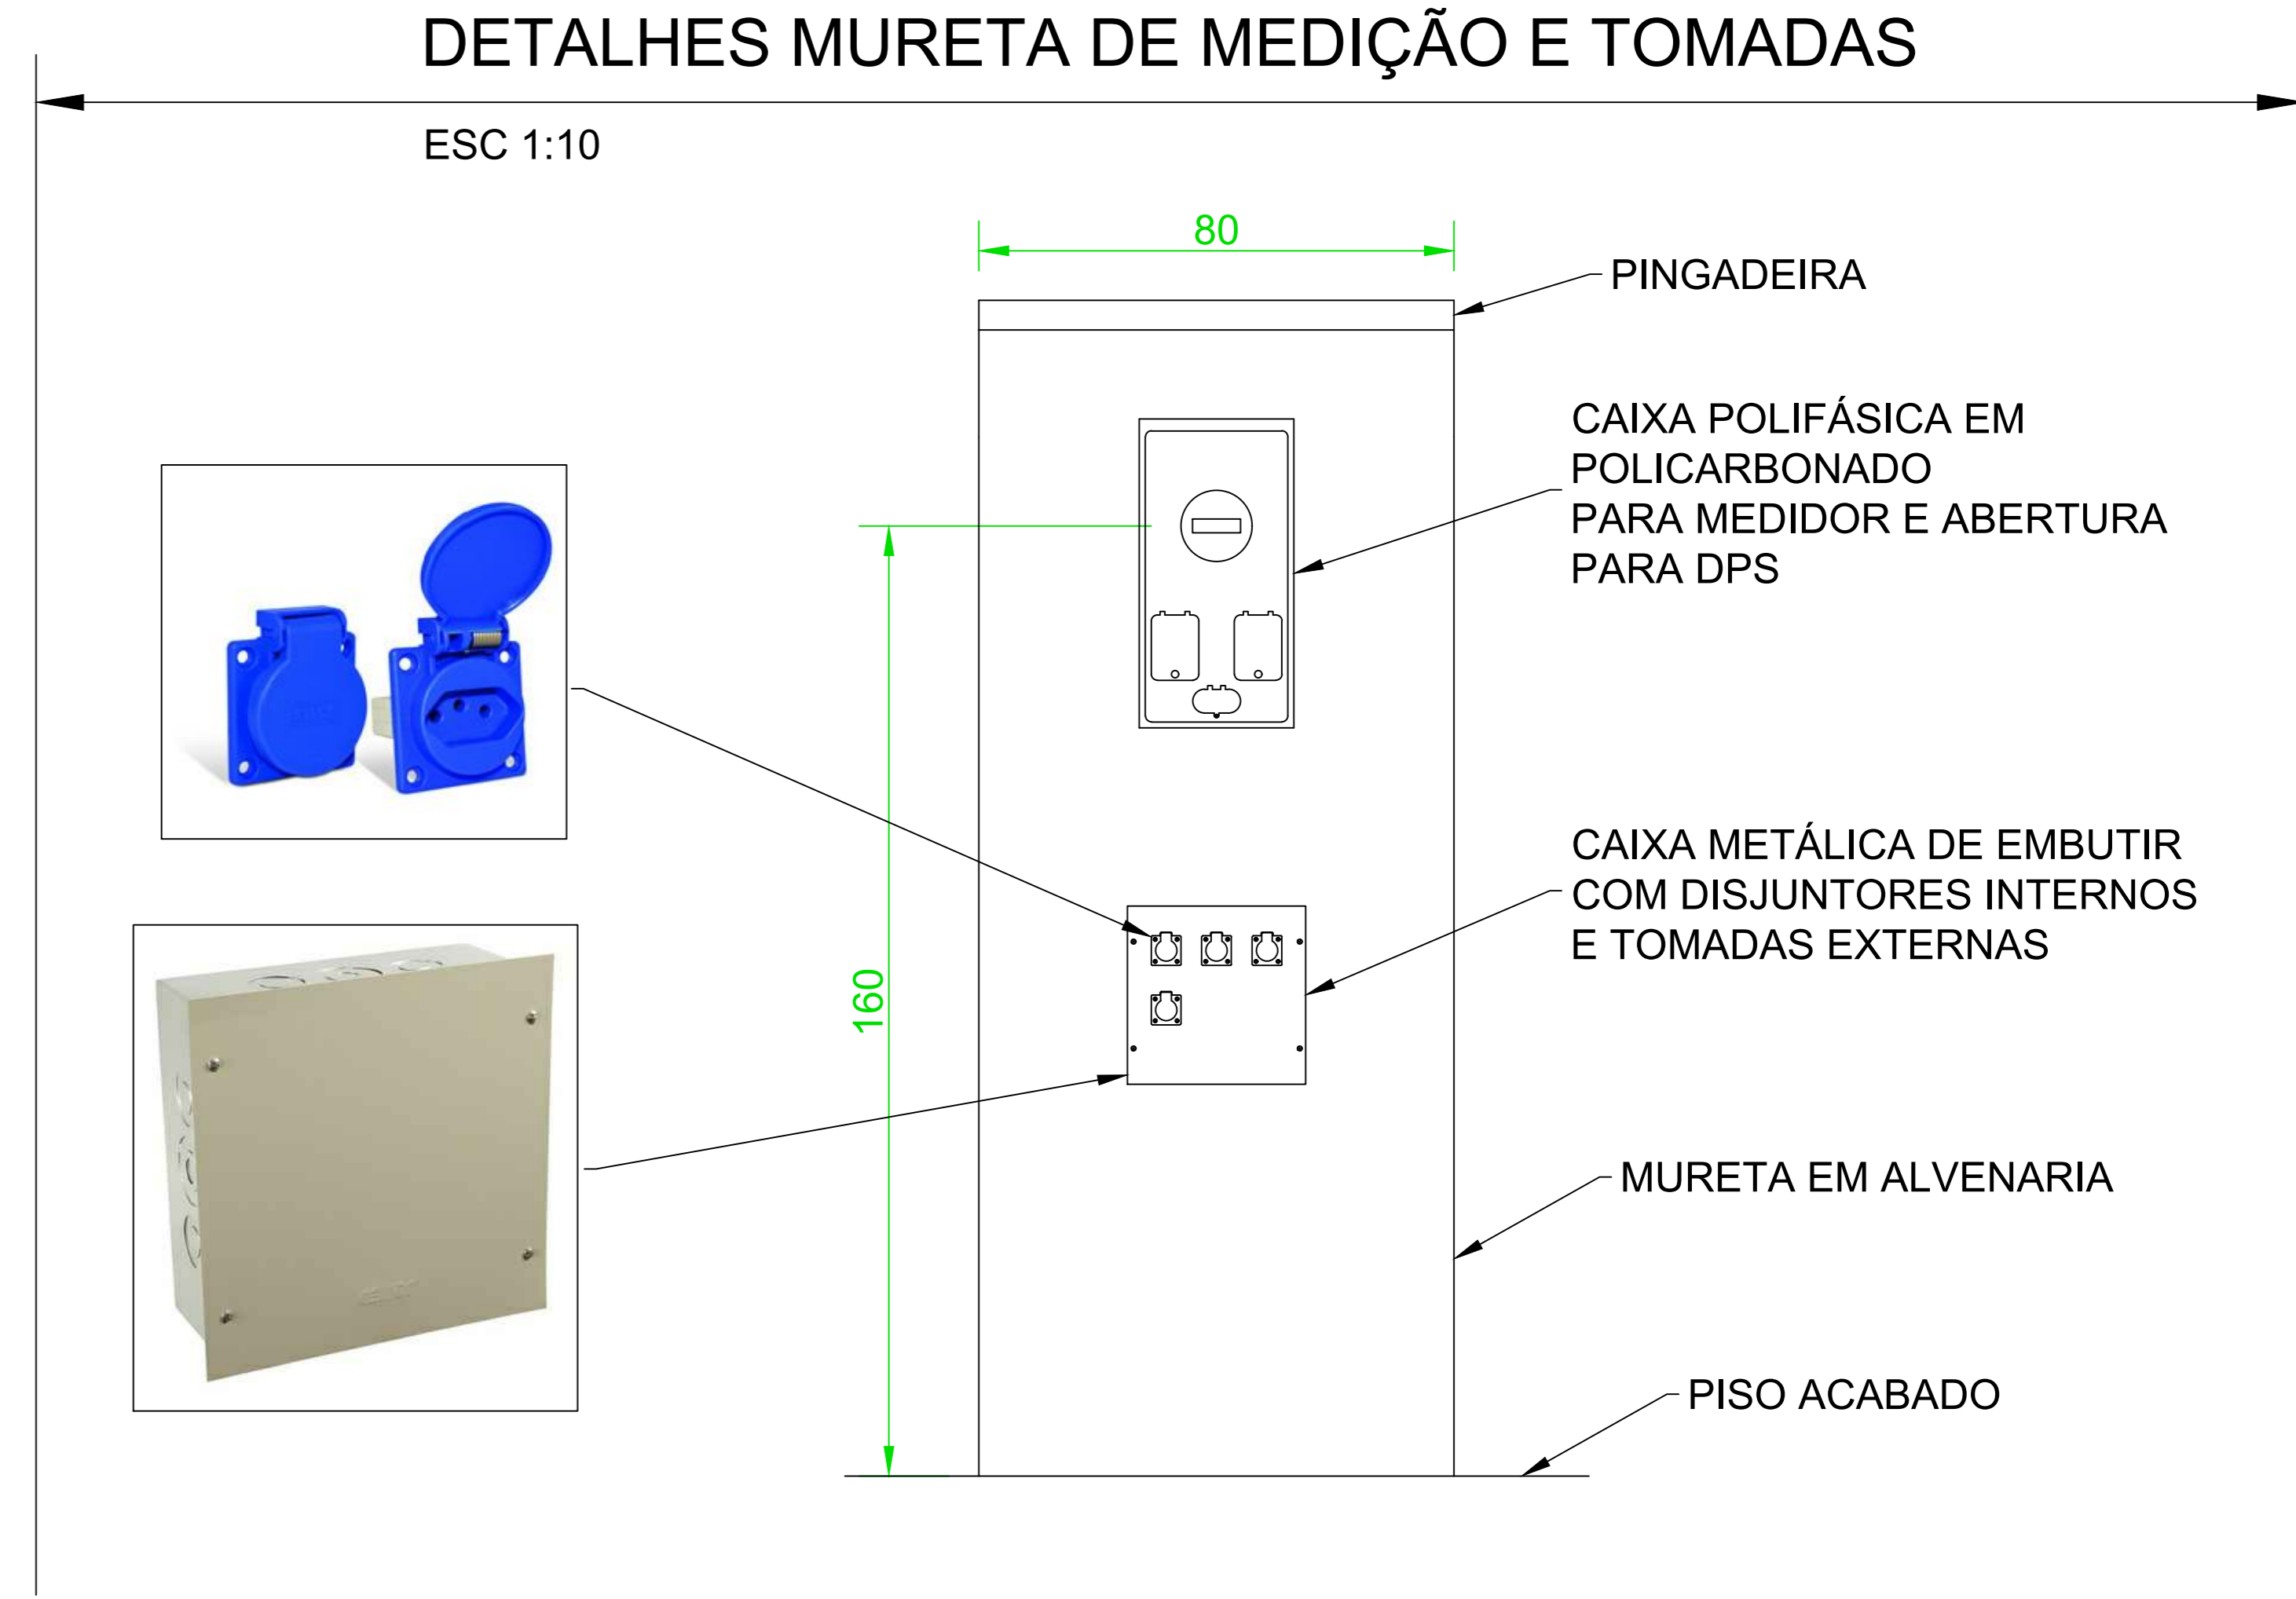 DETALHES MURETA DE MEDIÇÃO E TOMADAS
ESC 1:10
80
PINGADEIRA
CAIXA POLIFÁSICA EM
POLICARBONADO
PARA MEDIDOR E ABERTURA
PARA DPS
CAIXA METÁLICA DE EMBUTIR
COM DISJUNTORES INTERNOS
E TOMADAS EXTERNAS
160
MURETA EM ALVENARIA
PISO ACABADO